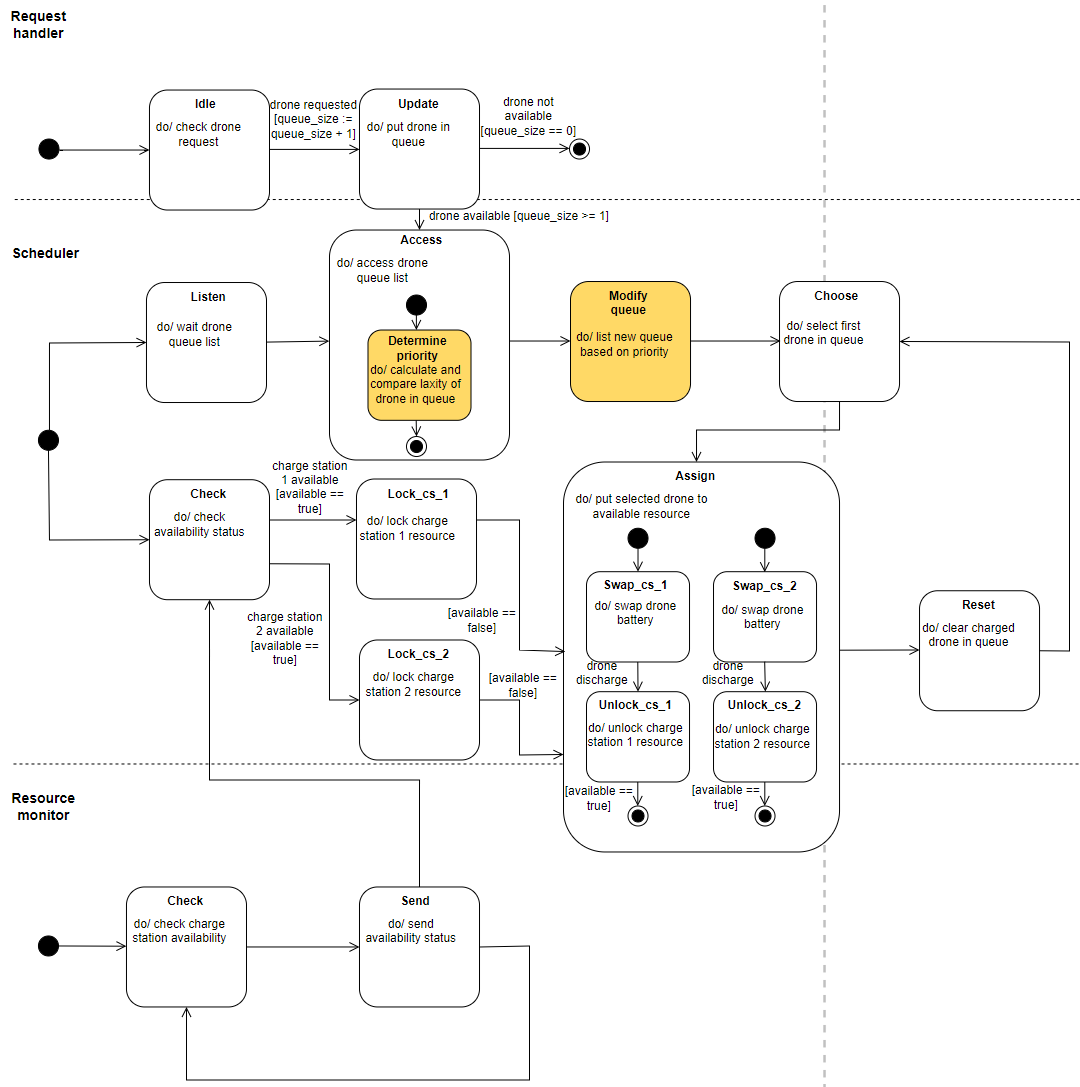 Request
handler
Idle
do/ check drone
request
drone requested
[queue_size :=
queue_size + 1]
Update
do/ put drone in
queue
drone not
available
[queue_size == 0]
drone available [queue_size >= 1]
Scheduler
Listen
do/ wait drone
queue list
Access
do/ access drone
queue list
Determine
priority
do/ calculate and
compare laxity of
drone in queue
Modify
queue
do/ list new queue
based on priority
Choose
do/ select first
drone in queue
Check
do/ check
availability status
charge station
1 available
[available ==
true]
Lock_cs_1
do/ lock charge
station 1 resource
[available ==
false]
charge station
2 available
[available ==
true]
Lock_cs_2
do/ lock charge
station 2 resource
[available ==
false]
Assign
do/ put selected drone to
available resource
Swap_cs_1
do/ swap drone
battery
drone
discharge
Unlock_cs_1
do/ unlock charge
station 1 resource
[available ==
true]
Swap_cs_2
do/ swap drone
battery
drone
discharge
Unlock_cs_2
do/ unlock charge
station 2 resource
[available ==
true]
Reset
do/ clear charged
drone in queue
Resource
monitor
Check
do/ check charge
station availability
Send
do/ send
availability status